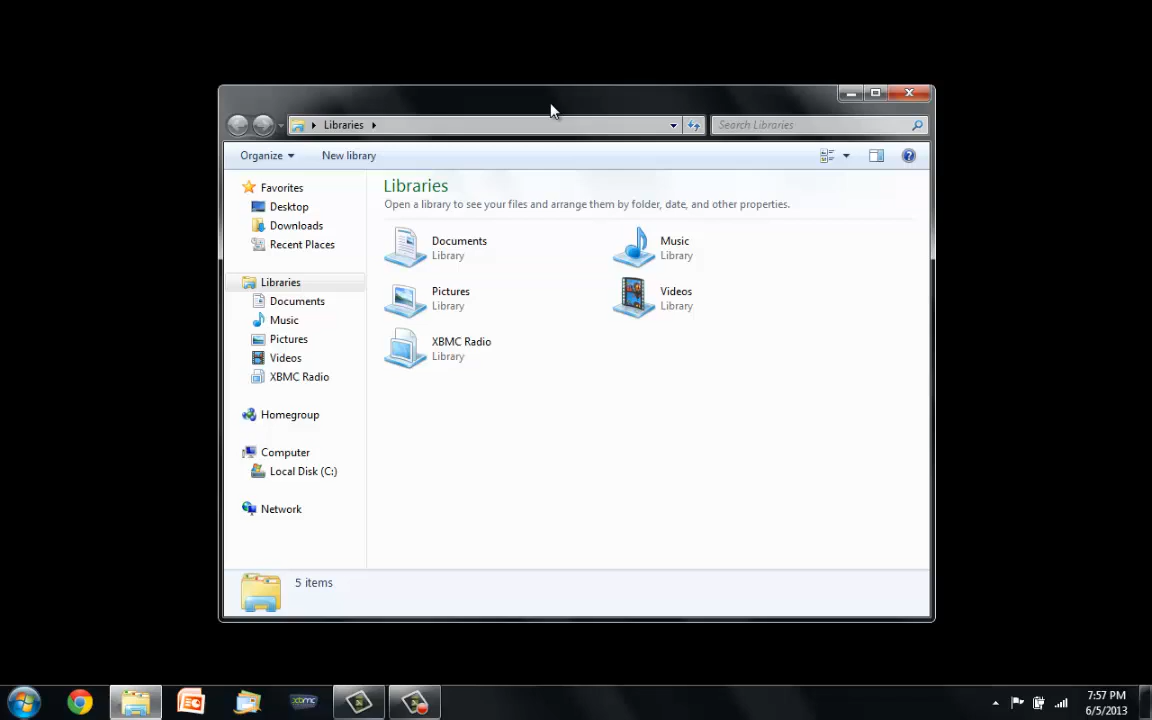 Libraries
Search Libraries
Organize
New library
Favorites
Desktop
Downloads
Recent Places
Libraries
Documents
Music
Pictures
Videos
XBMC Radio
Homegroup
Computer
Local Disk (C:)
Network
Libraries
Open a library to see your files and arrange them by folder, date, and other properties.
Documents
Library
Music
Library
Pictures
Library
Videos
Library
XBMC Radio
Library
5 items
xbmc
7:57 PM
6/5/2013